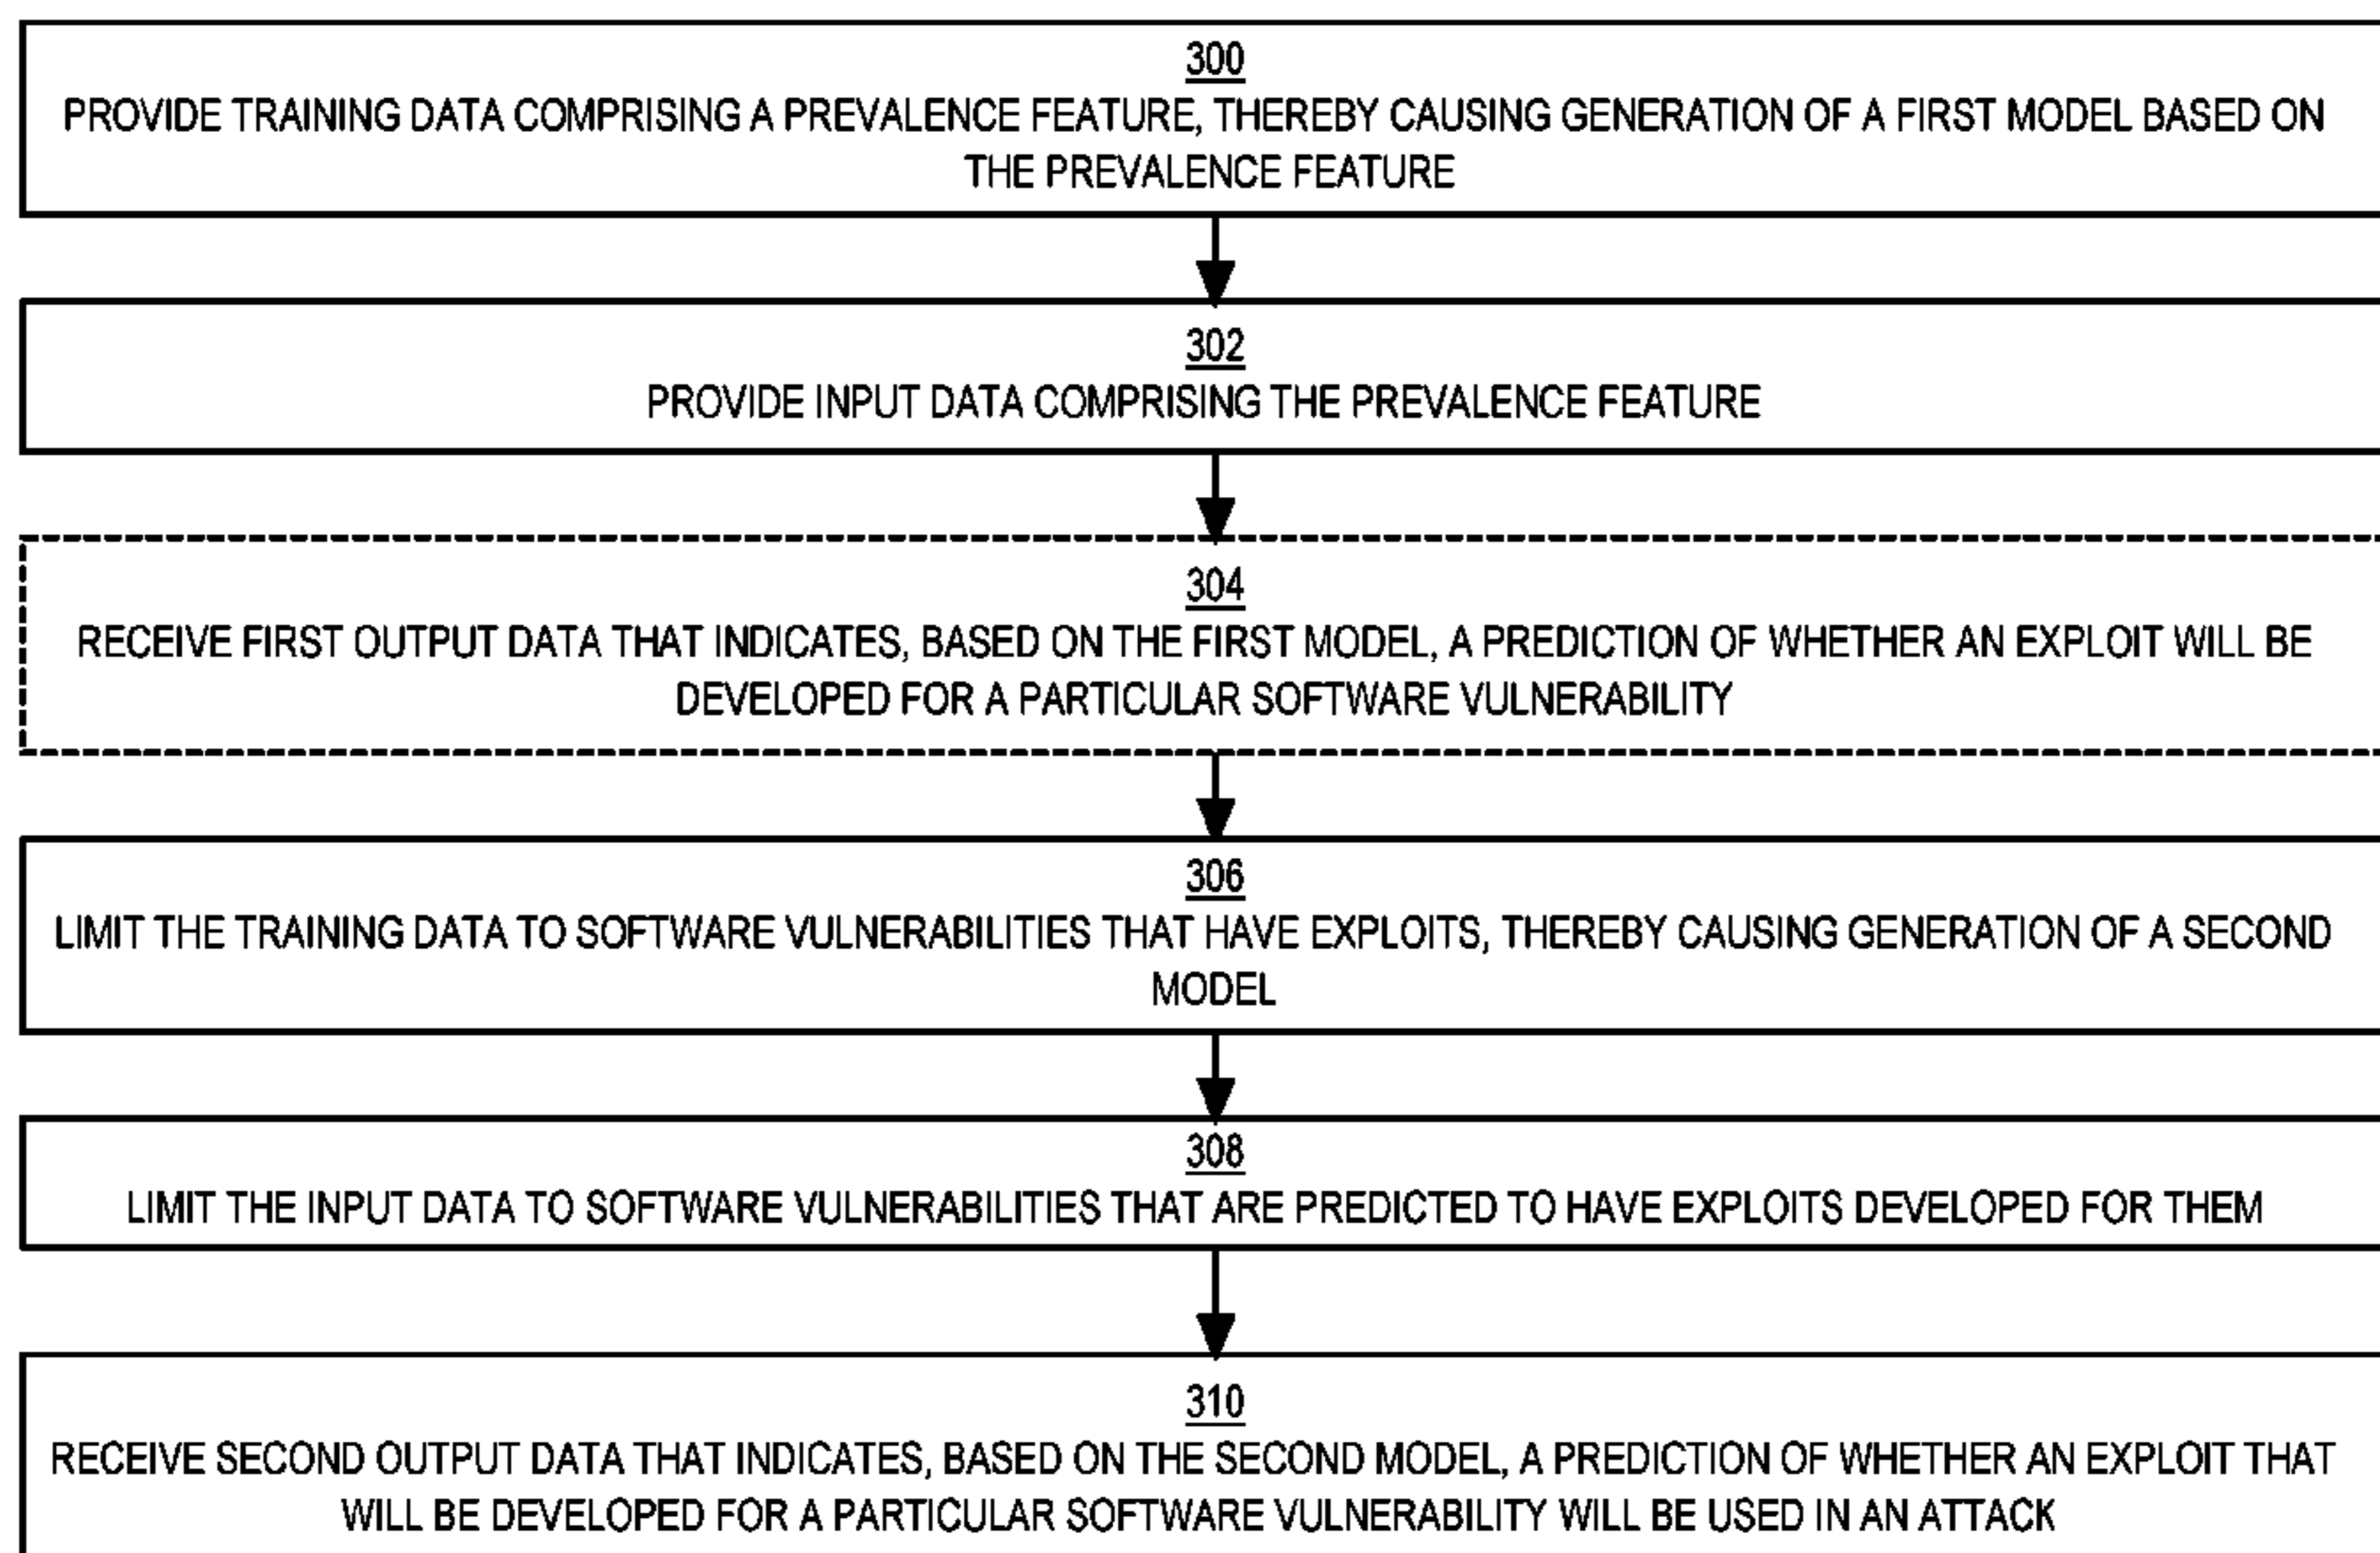 300
PROVIDE TRAINING DATA COMPRISING A PREVALENCE FEATURE, THEREBY CAUSING GENERATION OF A FIRST MODEL BASED ON
THE PREVALENCE FEATURE
302
PROVIDE INPUT DATA COMPRISING THE PREVALENCE FEATURE
304
RECEIVE FIRST OUTPUT DATA THAT INDICATES, BASED ON THE FIRST MODEL, A PREDICTION OF WHETHER AN EXPLOIT WILL BE
DEVELOPED FOR A PARTICULAR SOFTWARE VULNERABILITY
306
LIMIT THE TRAINING DATA TO SOFTWARE VULNERABILITIES THAT HAVE EXPLOITS, THEREBY CAUSING GENERATION OF A SECOND
MODEL
308
LIMIT THE INPUT DATA TO SOFTWARE VULNERABILITIES THAT ARE PREDICTED TO HAVE EXPLOITS DEVELOPED FOR THEM
310
RECEIVE SECOND OUTPUT DATA THAT INDICATES, BASED ON THE SECOND MODEL, A PREDICTION OF WHETHER AN EXPLOIT THAT
WILL BE DEVELOPED FOR A PARTICULAR SOFTWARE VULNERABILITY WILL BE USED IN AN ATTACK